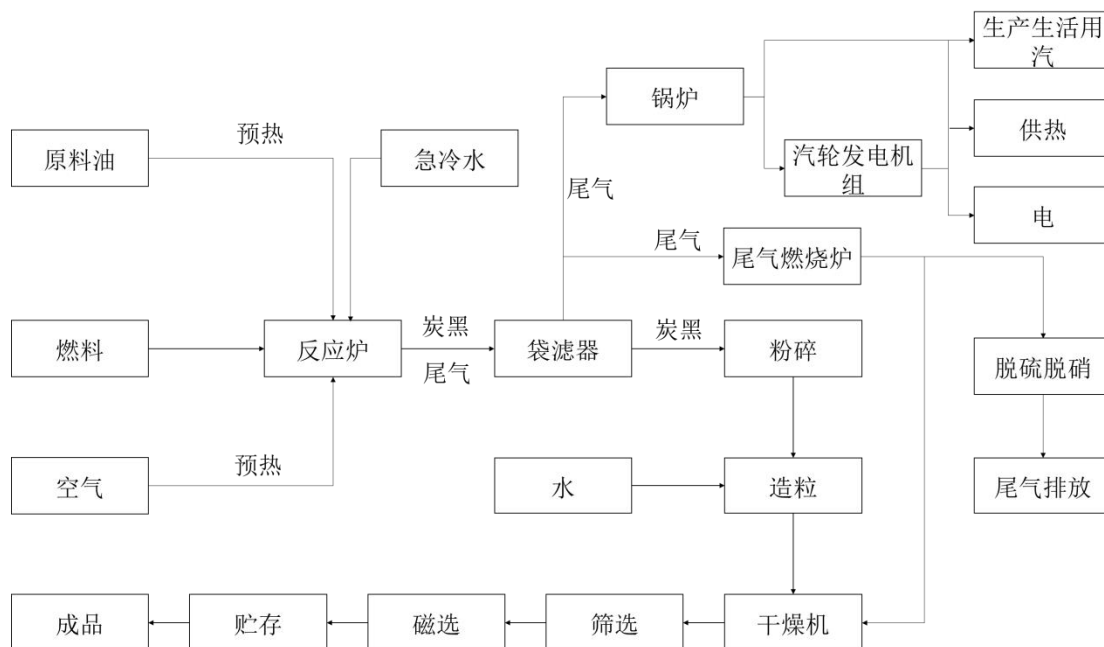 生产生活用
汽
锅炉
预热
原料油
急冷水
供热
汽轮发电机
组
尾气
电
尾气
尾气燃烧炉
燃料
反应炉
炭黑
尾气
袋滤器
炭黑
粉碎
脱硫脱硝
空气
预热
水
造粒
尾气排放
成品
贮存
磁选
筛选
干燥机